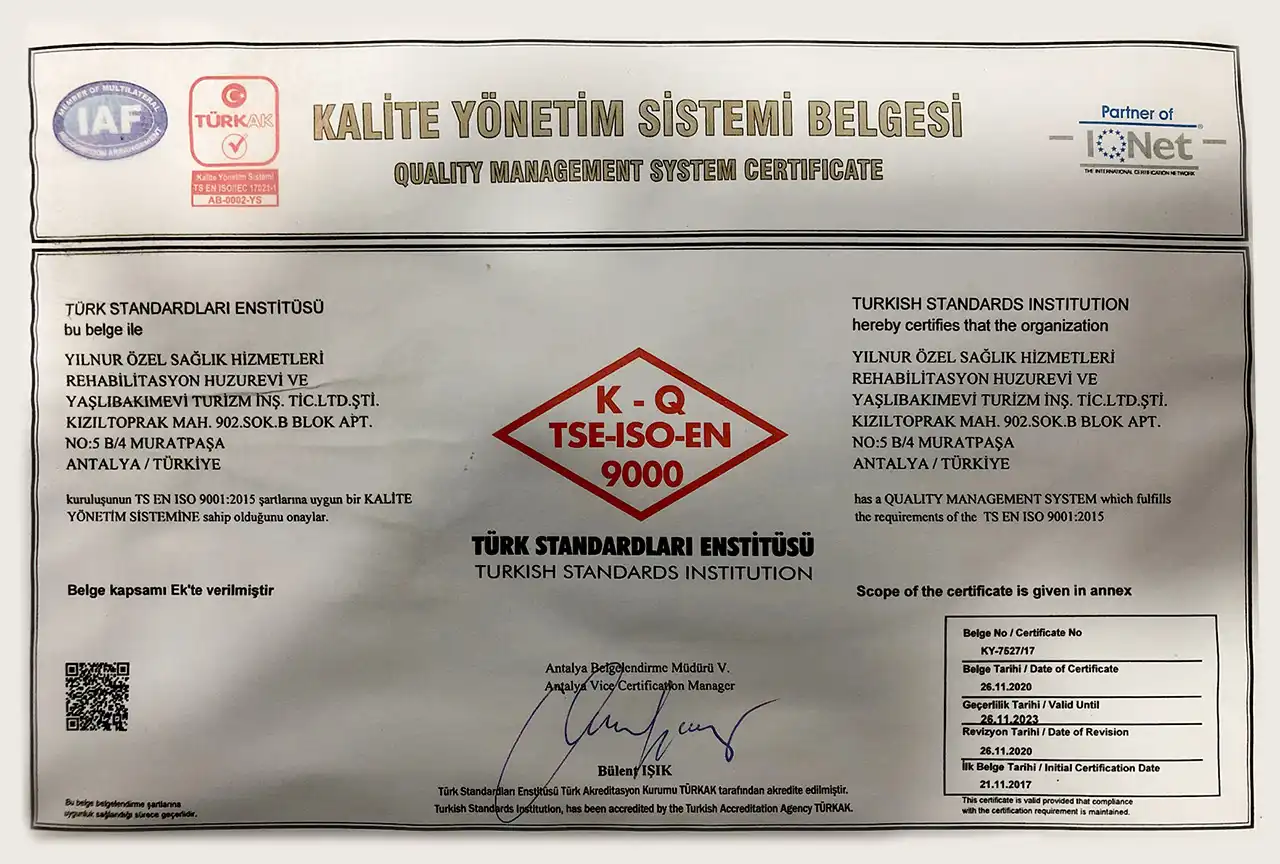 MEMBER OF MULTILATERAL
IAF
RECOGNITION ARRANGEMENT
TÜRKAK
Kalite Yönetim Sistemi
TS EN ISO/IEC 17021-1
AB-0002-YS
KALİTE YÖNETİM SİSTEMİ BELGESİ
QUALITY MANAGEMENT SYSTEM CERTIFICATE
Partner of
IQNet
THE INTERNATIONAL CERTIFICATION NETWORK
TÜRK STANDARDLARI ENSTİTÜSÜ
bu belge ile
YILNUR ÖZEL SAĞLIK HİZMETLERİ
REHABİLİTASYON HUZUREVİ VE
YAŞLIBAKIMEVİ TURİZM İNŞ. TİC.LTD.ŞTİ.
KIZILTOPRAK MAH. 902.SOK.B BLOK APT.
NO:5 B/4 MURATPAŞA
ANTALYA / TÜRKİYE
kuruluşunun TS EN ISO 9001:2015 şartlarına uygun bir KALİTE
YÖNETİM SİSTEMİNE sahip olduğunu onaylar.
Belge kapsamı Ek'te verilmiştir
K - Q
TSE-ISO-EN
9000
TÜRK STANDARDLARI ENSTİTÜSÜ
TURKISH STANDARDS INSTITUTION
TURKISH STANDARDS INSTITUTION
hereby certifies that the organization
YILNUR ÖZEL SAĞLIK HİZMETLERİ
REHABİLİTASYON HUZUREVİ VE
YAŞLIBAKIMEVİ TURİZM İNŞ. TİC.LTD.ŞTİ.
KIZILTOPRAK MAH. 902.SOK.B BLOK APT.
NO:5 B/4 MURATPAŞA
ANTALYA / TÜRKİYE
has a QUALITY MANAGEMENT SYSTEM which fulfills
the requirements of the TS EN ISO 9001:2015
Scope of the certificate is given in annex
Belge No / Certificate No
KY-7527/17
Belge Tarihi / Date of Certificate
26.11.2020
Geçerlilik Tarihi / Valid Until
26.11.2023
Revizyon Tarihi / Date of Revision
26.11.2020
İlk Belge Tarihi / Initial Certification Date
21.11.2017
This certificate is valid provided that compliance
with the certification requirement is maintained.
Antalya Belgelendirme Müdürü V.
Antalya Vice Certification Manager
Bülent IŞIK
Türk Standardları Enstitüsü Türk Akreditasyon Kurumu TÜRKAK tarafından akredite edilmiştir.
Turkish Standards Institution, has been accredited by the Turkish Accreditation Agency TÜRKAK.
Bu belge belgelendirme şartlarına
uygunluk sağlandığı sürece geçerlidir.